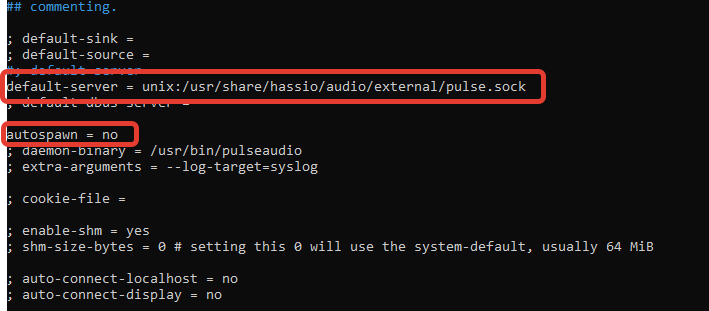 ## commenting.
; default-sink =
; default-source =
#; default-server
default-server = unix:/usr/share/hassio/audio/external/pulse.sock
; default-dbus-server =
autospawn = no
; daemon-binary = /usr/bin/pulseaudio
; extra-arguments = --log-target=syslog
; cookie-file =
; enable-shm = yes
; shm-size-bytes = 0 # setting this 0 will use the system-default, usually 64 MiB
; auto-connect-localhost = no
; auto-connect-display = no